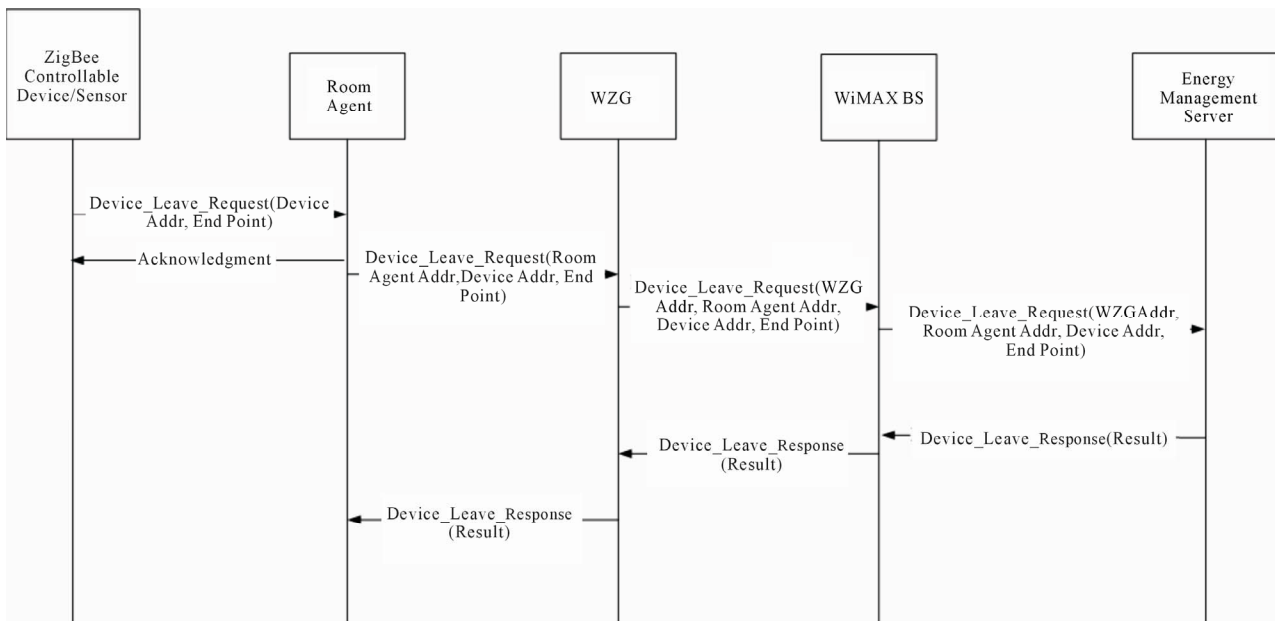 ZigBee
Controllable
Device/Sensor
Room
Agent
WZG
WiMAX BS
Energy
Management
Server
Device_Leave_Request(Device
Addr, End Point)
Acknowledgment
Device_Leave_Request(Room
Agent Addr,Device Addr, End
Point)
Device_Leave_Request(WZG
Addr, Room Agent Addr,
Device Addr, End Point)
Device_Leave_Request(WZGAddr,
Room Agent Addr, Device Addr,
End Point)
Device_Leave_Response(Result)
Device_Leave_Response
(Result)
Device_Leave_Response
(Result)